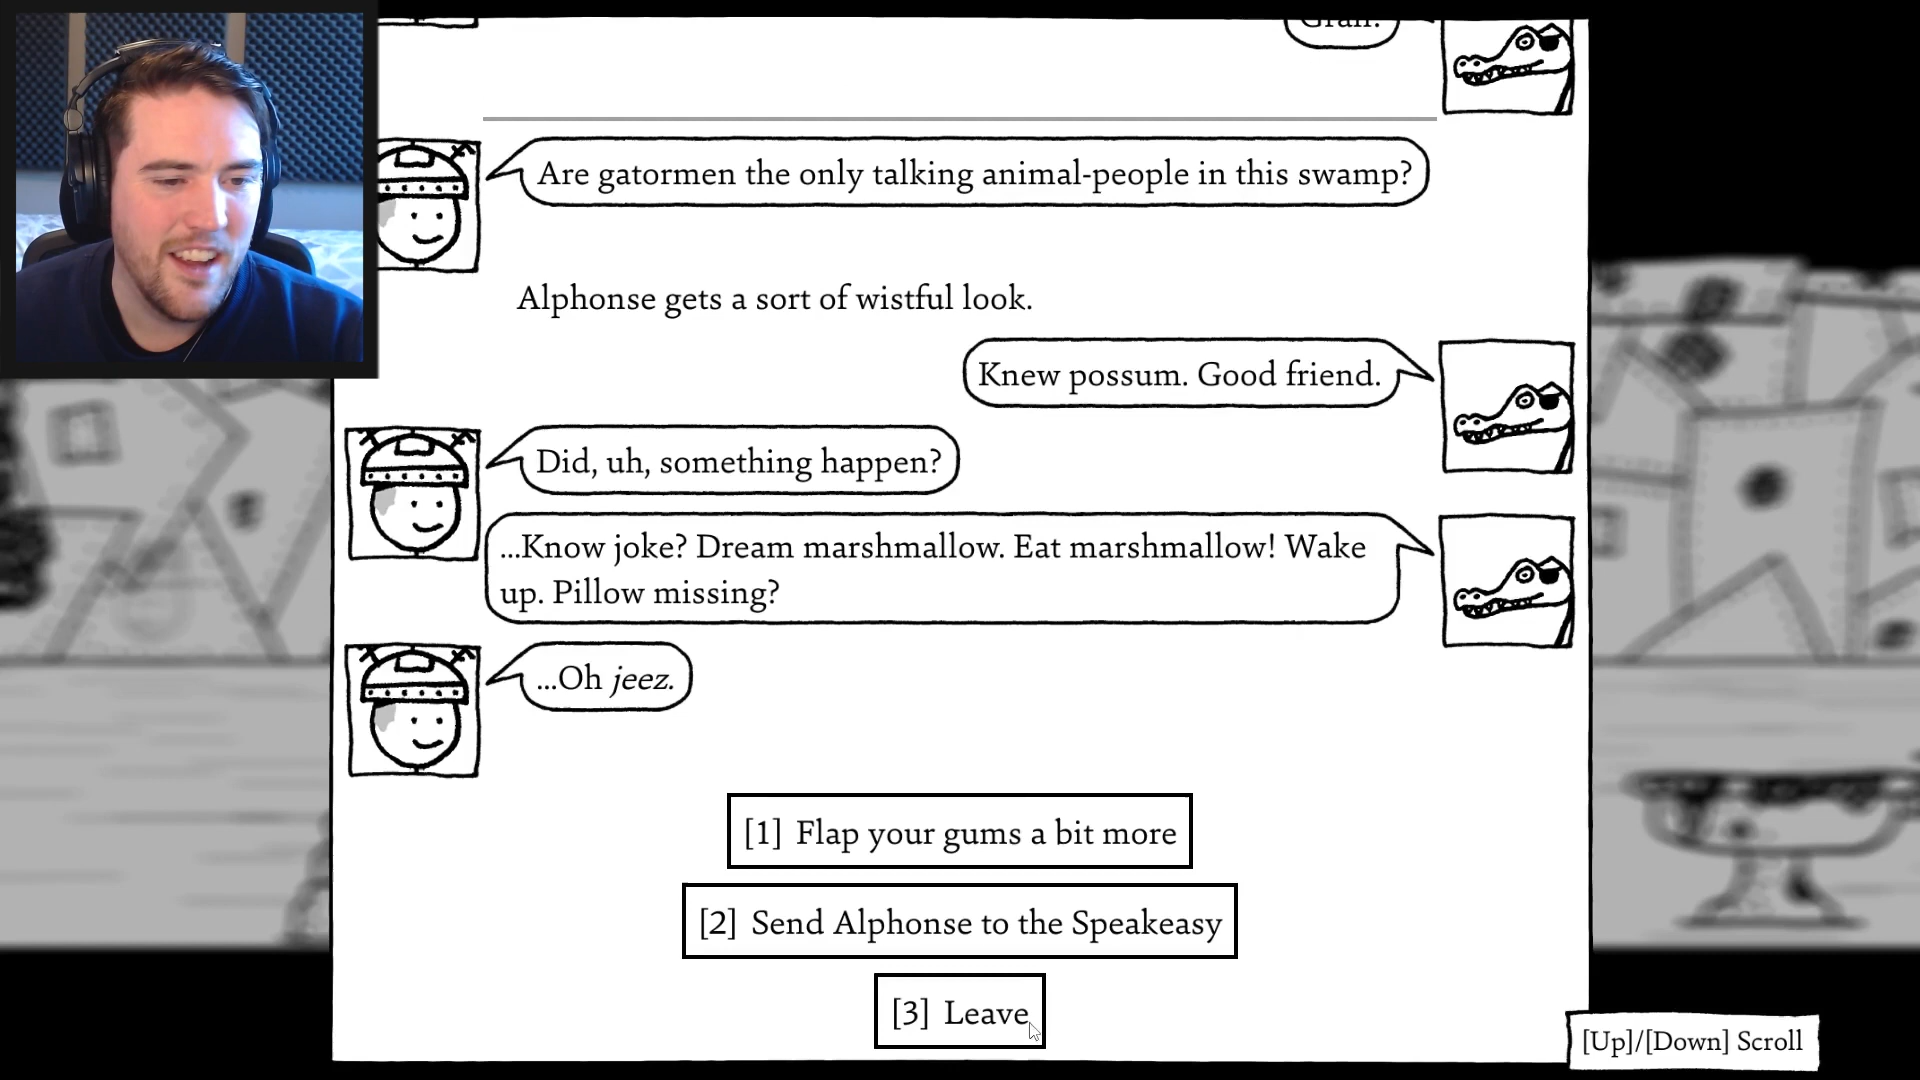 Gran.
Are gatormen the only talking animal-people in this swamp?
Alphonse gets a sort of wistful look.
Knew possum. Good friend.
Did, uh, something happen?
...Know joke? Dream marshmallow. Eat marshmallow! Wake
up. Pillow missing?
...Oh jeez.
[1] Flap your gums a bit more
[2] Send Alphonse to the Speakeasy
[3] Leave
[Up]/[Down] Scroll